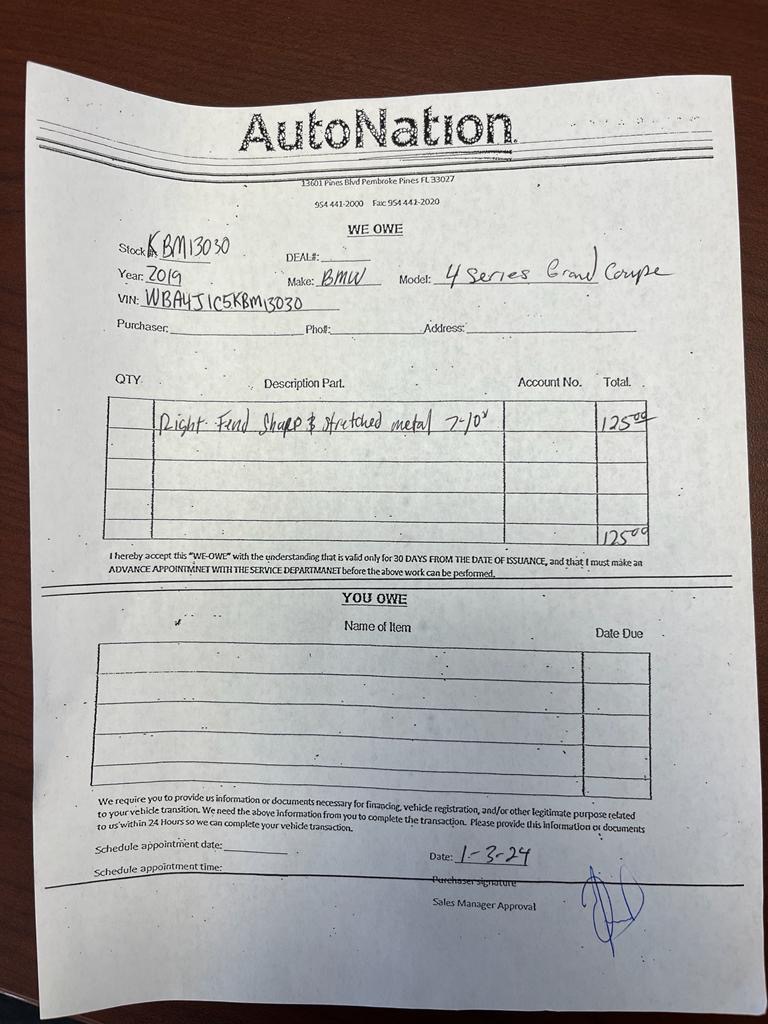 AutoNation
13601 Pines Blvd Pembroke Pines FL 33027
954 441-2000 Fax: 954 441-2020
WE OWE
Stock#: KBM13030 DEAL#:
Year: 2019 Make: BMW Model: 4 Series Grand Coupe
VIN: WBA4J1C5KBM13030
Purchaser: Pho#: Address:
QTY. Description Part. Account No. Total.
Right Fend Sharp & stretched metal 7-10" 125.00
125.00
I hereby accept this "WE-OWE" with the understanding that is valid only for 30 DAYS FROM THE DATE OF ISSUANCE, and that I must make an
ADVANCE APPOINTMNET WITH THE SERVICE DEPARTMANET before the above work can be performed.
YOU OWE
Name of Item Date Due
We require you to provide us information or documents necessary for financing, vehicle registration, and/or other legitimate purpose related
to your vehicle transition. We need the above information from you to complete the transaction. Please provide this information or documents
to us within 24 Hours so we can complete your vehicle transaction.
Schedule appointment date: Date: 1-3-24
Schedule appointment time: Purchaser signature
Sales Manager Approval